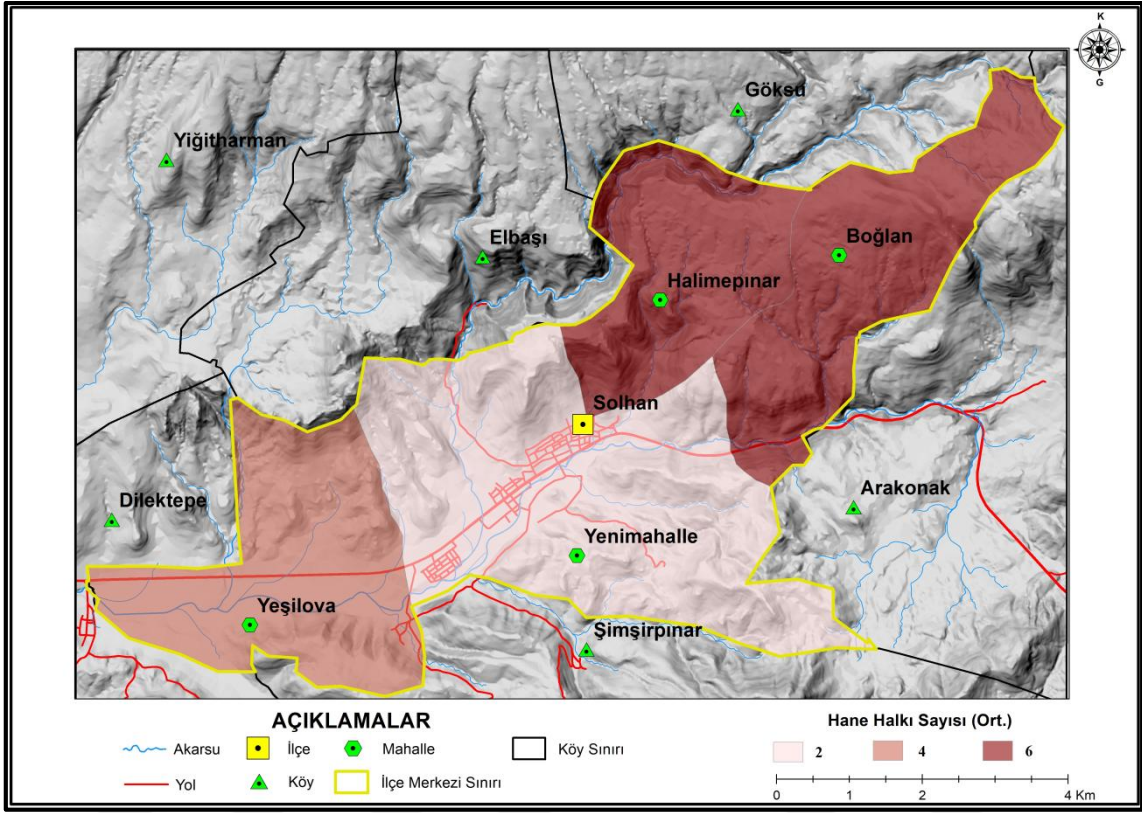 K
G
Göksu
Yiğitharman
Elbaşı
Boğlan
Halimepınar
Solhan
Dilektepe
Arakonak
Yenimahalle
Yeşilova
Şimşirpınar
AÇIKLAMALAR
Akarsu
İlçe
Mahalle
Köy Sınırı
Yol
Köy
İlçe Merkezi Sınırı
Hane Halkı Sayısı (Ort.)
2 4 6
0 1 2 4 Km